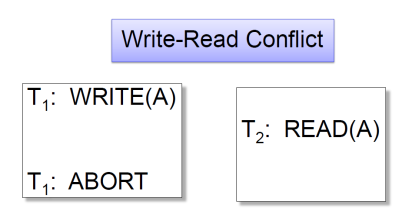 Write-Read Conflict
T₁: WRITE(A)
T₂: READ(A)
T₁: ABORT